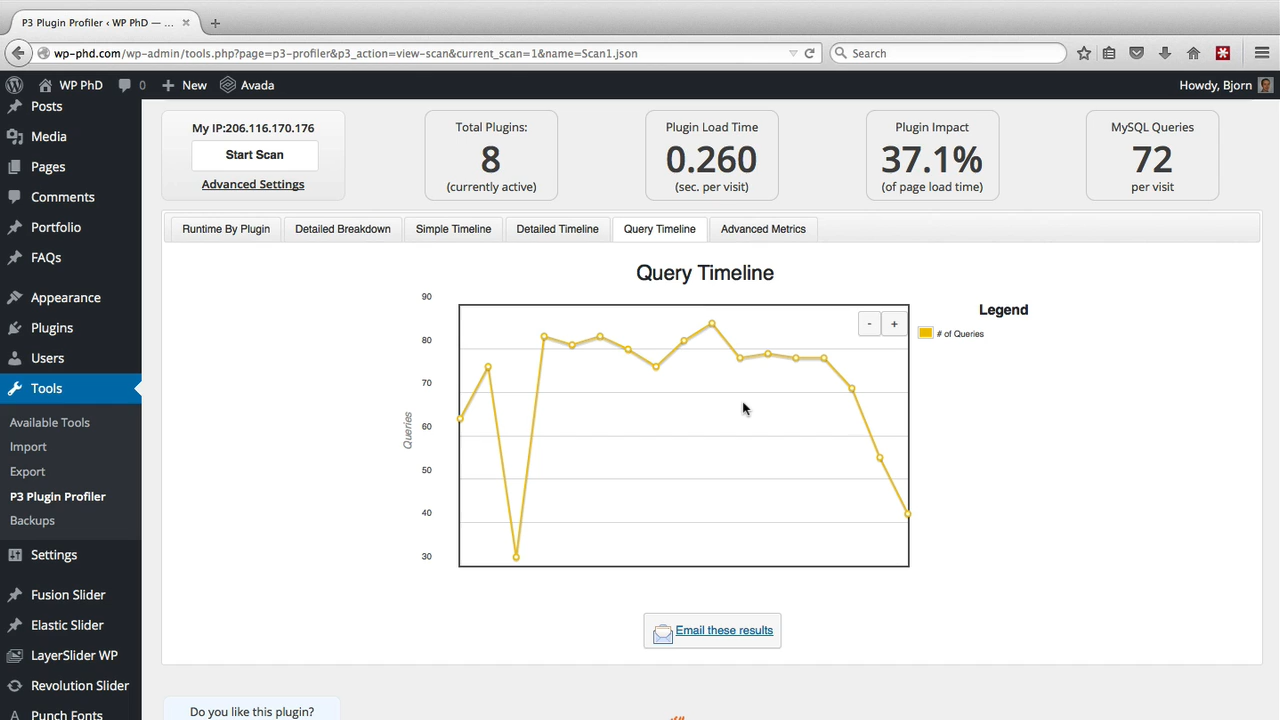 P3 Plugin Profiler ‹ WP PhD — ...
wp-phd.com/wp-admin/tools.php?page=p3-profiler&p3_action=view-scan&current_scan=1&name=Scan1.json
Search
WP PhD
0
New
Avada
Howdy, Bjorn
Posts
Media
Pages
Comments
Portfolio
FAQs
Appearance
Plugins
Users
Tools
Available Tools
Import
Export
P3 Plugin Profiler
Backups
Settings
Fusion Slider
Elastic Slider
LayerSlider WP
Revolution Slider
Punch Fonts
My IP:206.116.170.176
Start Scan
Advanced Settings
Total Plugins:
8
(currently active)
Plugin Load Time
0.260
(sec. per visit)
Plugin Impact
37.1%
(of page load time)
MySQL Queries
72
per visit
Runtime By Plugin
Detailed Breakdown
Simple Timeline
Detailed Timeline
Query Timeline
Advanced Metrics
Query Timeline
90
80
70
60
50
40
30
Queries
-
+
Legend
# of Queries
Email these results
Do you like this plugin?